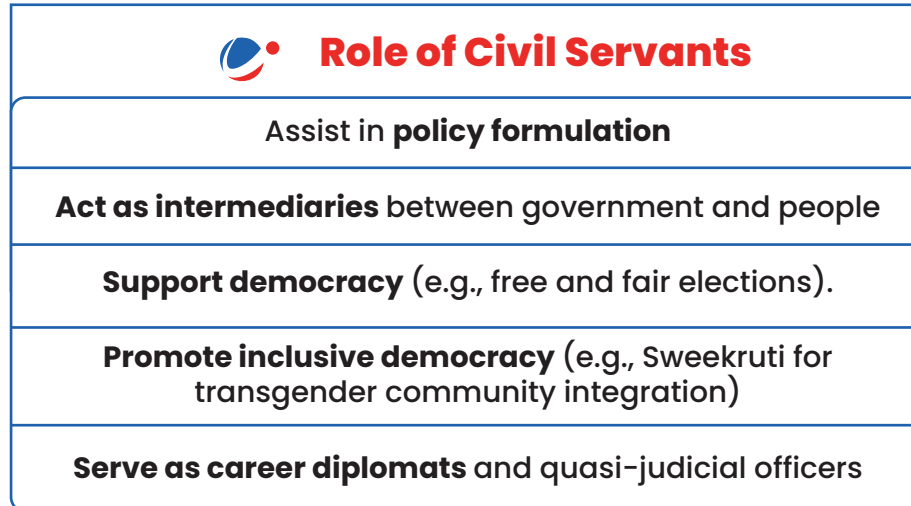 Role of Civil Servants
Assist in policy formulation
Act as intermediaries between government and people
Support democracy (e.g., free and fair elections).
Promote inclusive democracy (e.g., Sweekruti for
transgender community integration)
Serve as career diplomats and quasi-judicial officers